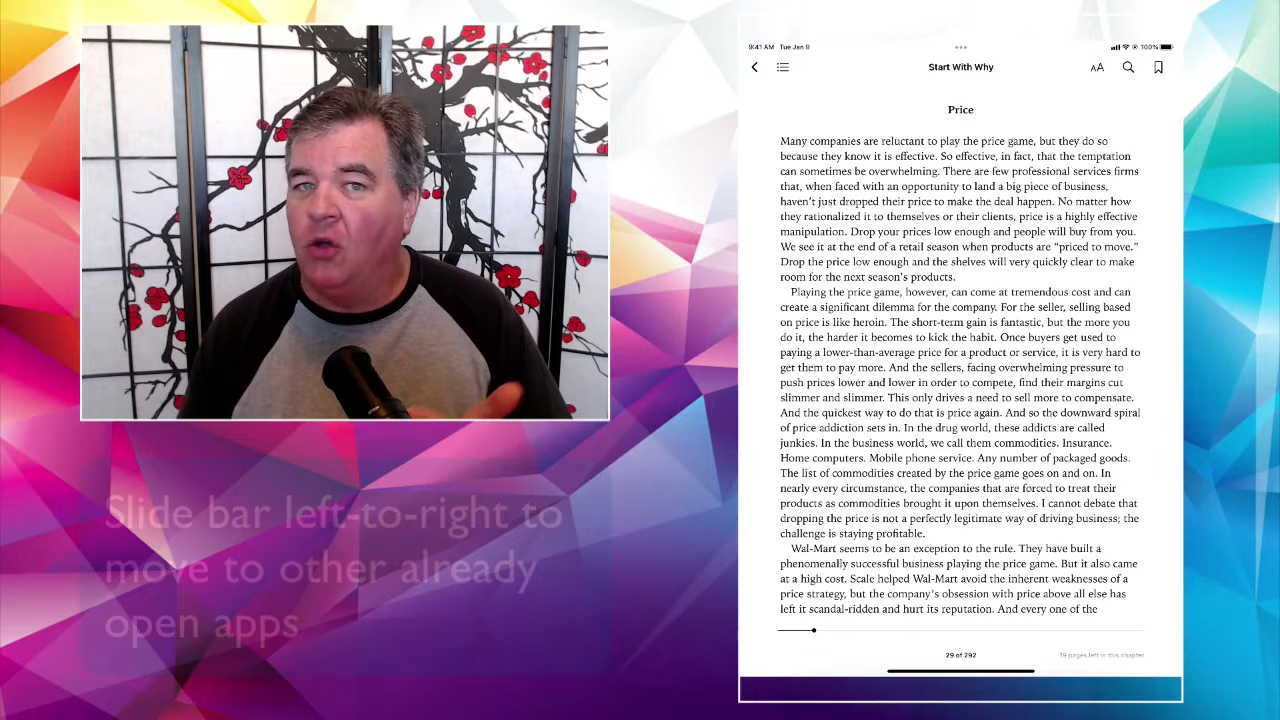 Slide bar left-to-right to
move to other already
open apps
9:41 AM Tue Jan 9
100%
Start With Why
AA
Price
Many companies are reluctant to play the price game, but they do so
because they know it is effective. So effective, in fact, that the temptation
can sometimes be overwhelming. There are few professional services firms
that, when faced with an opportunity to land a big piece of business,
haven’t just dropped their price to make the deal happen. No matter how
they rationalized it to themselves or their clients, price is a highly effective
manipulation. Drop your prices low enough and people will buy from you.
We see it at the end of a retail season when products are “priced to move.”
Drop the price low enough and the shelves will very quickly clear to make
room for the next season’s products.
Playing the price game, however, can come at tremendous cost and can
create a significant dilemma for the company. For the seller, selling based
on price is like heroin. The short-term gain is fantastic, but the more you
do it, the harder it becomes to kick the habit. Once buyers get used to
paying a lower-than-average price for a product or service, it is very hard to
get them to pay more. And the sellers, facing overwhelming pressure to
push prices lower and lower in order to compete, find their margins cut
slimmer and slimmer. This only drives a need to sell more to compensate.
And the quickest way to do that is price again. And so the downward spiral
of price addiction sets in. In the drug world, these addicts are called
junkies. In the business world, we call them commodities. Insurance.
Home computers. Mobile phone service. Any number of packaged goods.
The list of commodities created by the price game goes on and on. In
nearly every circumstance, the companies that are forced to treat their
products as commodities brought it upon themselves. I cannot debate that
dropping the price is not a perfectly legitimate way of driving business; the
challenge is staying profitable.
Wal-Mart seems to be an exception to the rule. They have built a
phenomenally successful business playing the price game. But it also came
at a high cost. Scale helped Wal-Mart avoid the inherent weaknesses of a
price strategy, but the company’s obsession with price above all else has
left it scandal-ridden and hurt its reputation. And every one of the
29 of 292
19 pages left in this chapter